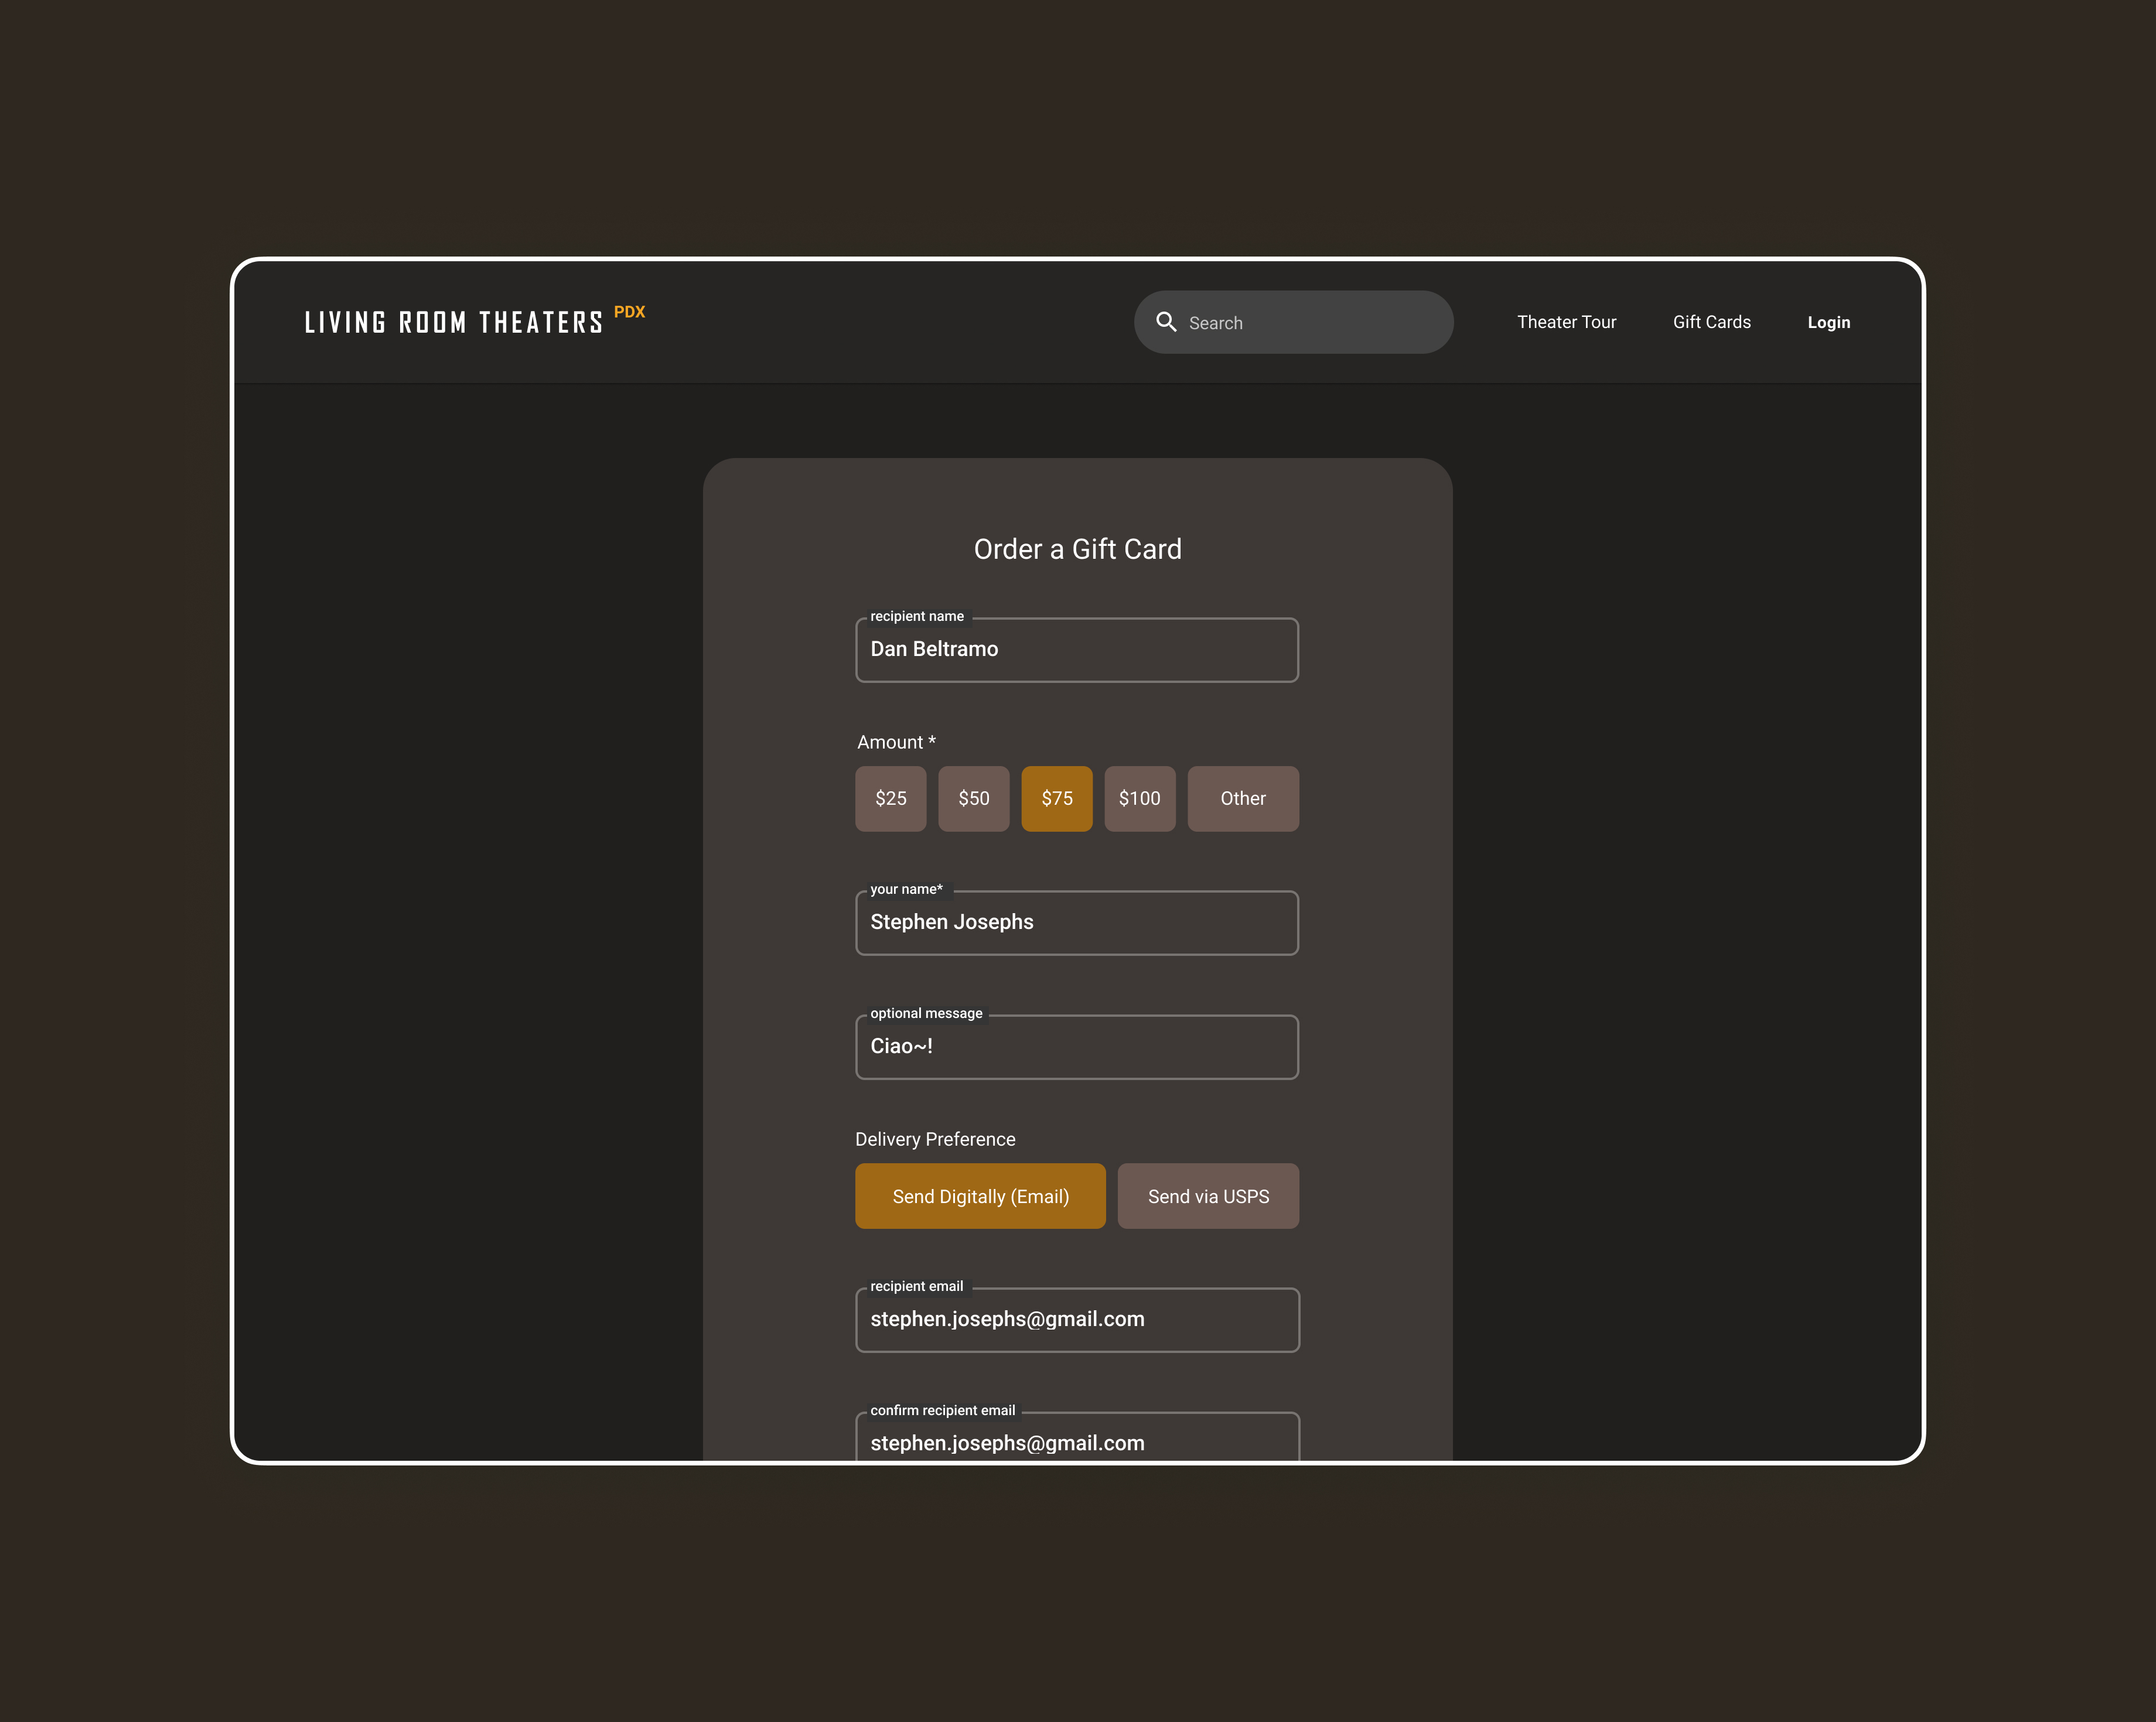 LIVING ROOM THEATERS PDX
Search
Theater Tour
Gift Cards
Login
Order a Gift Card
recipient name
Dan Beltramo
Amount *
$25 $50 $75 $100 Other
your name*
Stephen Josephs
optional message
Ciao~!
Delivery Preference
Send Digitally (Email) Send via USPS
recipient email
stephen.josephs@gmail.com
confirm recipient email
stephen.josephs@gmail.com